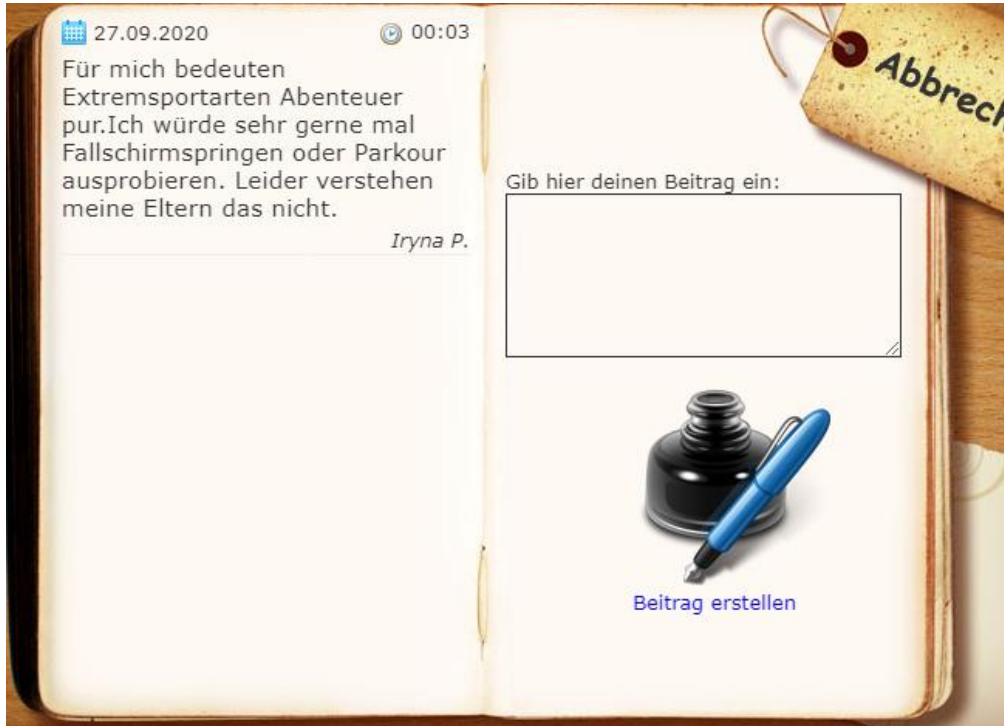 27.09.2020 00:03
Für mich bedeuten
Extremsportarten Abenteuer
pur.Ich würde sehr gerne mal
Fallschirmspringen oder Parkour
ausprobieren. Leider verstehen
meine Eltern das nicht.
Iryna P.
Abbrech
Gib hier deinen Beitrag ein:
Beitrag erstellen